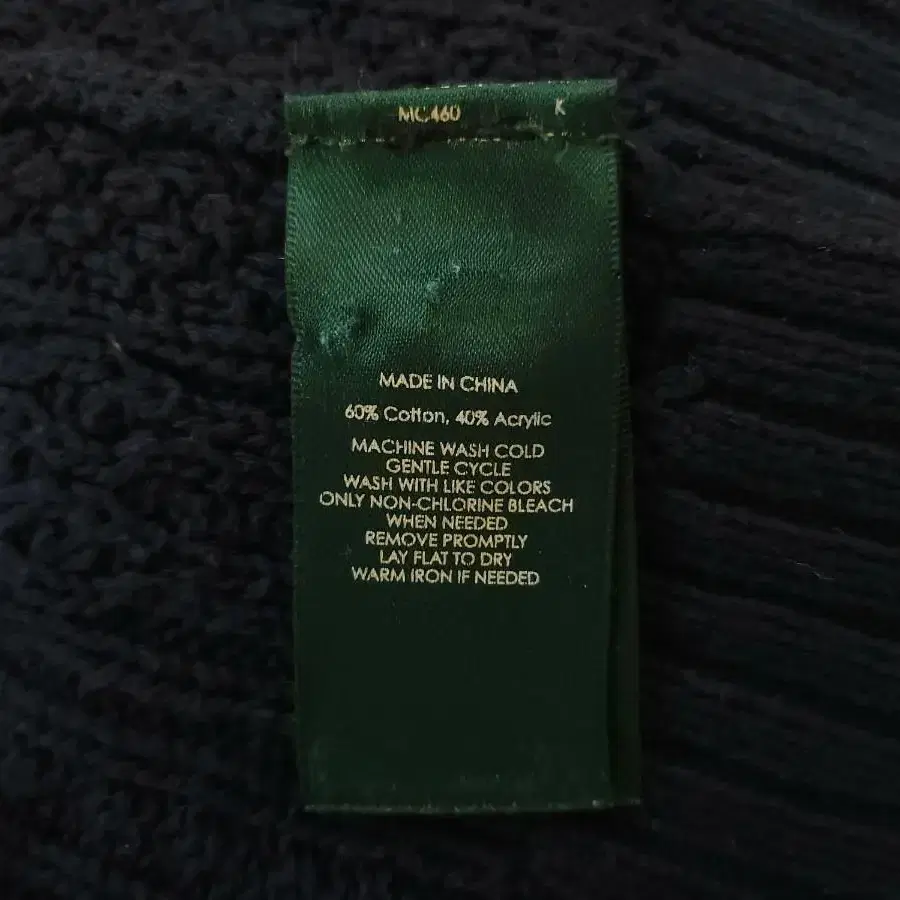 MC460 K
MADE IN CHINA
60% Cotton, 40% Acrylic
MACHINE WASH COLD
GENTLE CYCLE
WASH WITH LIKE COLORS
ONLY NON-CHLORINE BLEACH
WHEN NEEDED
REMOVE PROMPTLY
LAY FLAT TO DRY
WARM IRON IF NEEDED